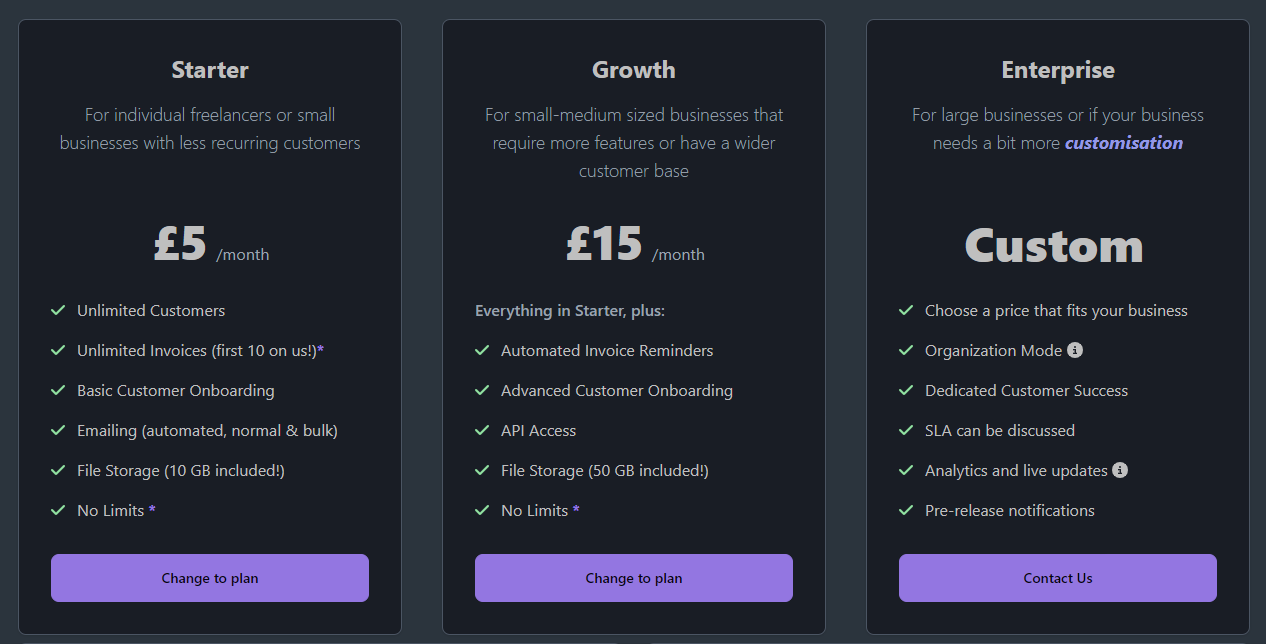 Starter
For individual freelancers or small
businesses with less recurring customers
£5 /month
Unlimited Customers
Unlimited Invoices (first 10 on us!)*
Basic Customer Onboarding
Emailing (automated, normal & bulk)
File Storage (10 GB included!)
No Limits *
Change to plan
Growth
For small-medium sized businesses that
require more features or have a wider
customer base
£15 /month
Everything in Starter, plus:
Automated Invoice Reminders
Advanced Customer Onboarding
API Access
File Storage (50 GB included!)
No Limits *
Change to plan
Enterprise
For large businesses or if your business
needs a bit more customisation
Custom
Choose a price that fits your business
Organization Mode
Dedicated Customer Success
SLA can be discussed
Analytics and live updates
Pre-release notifications
Contact Us